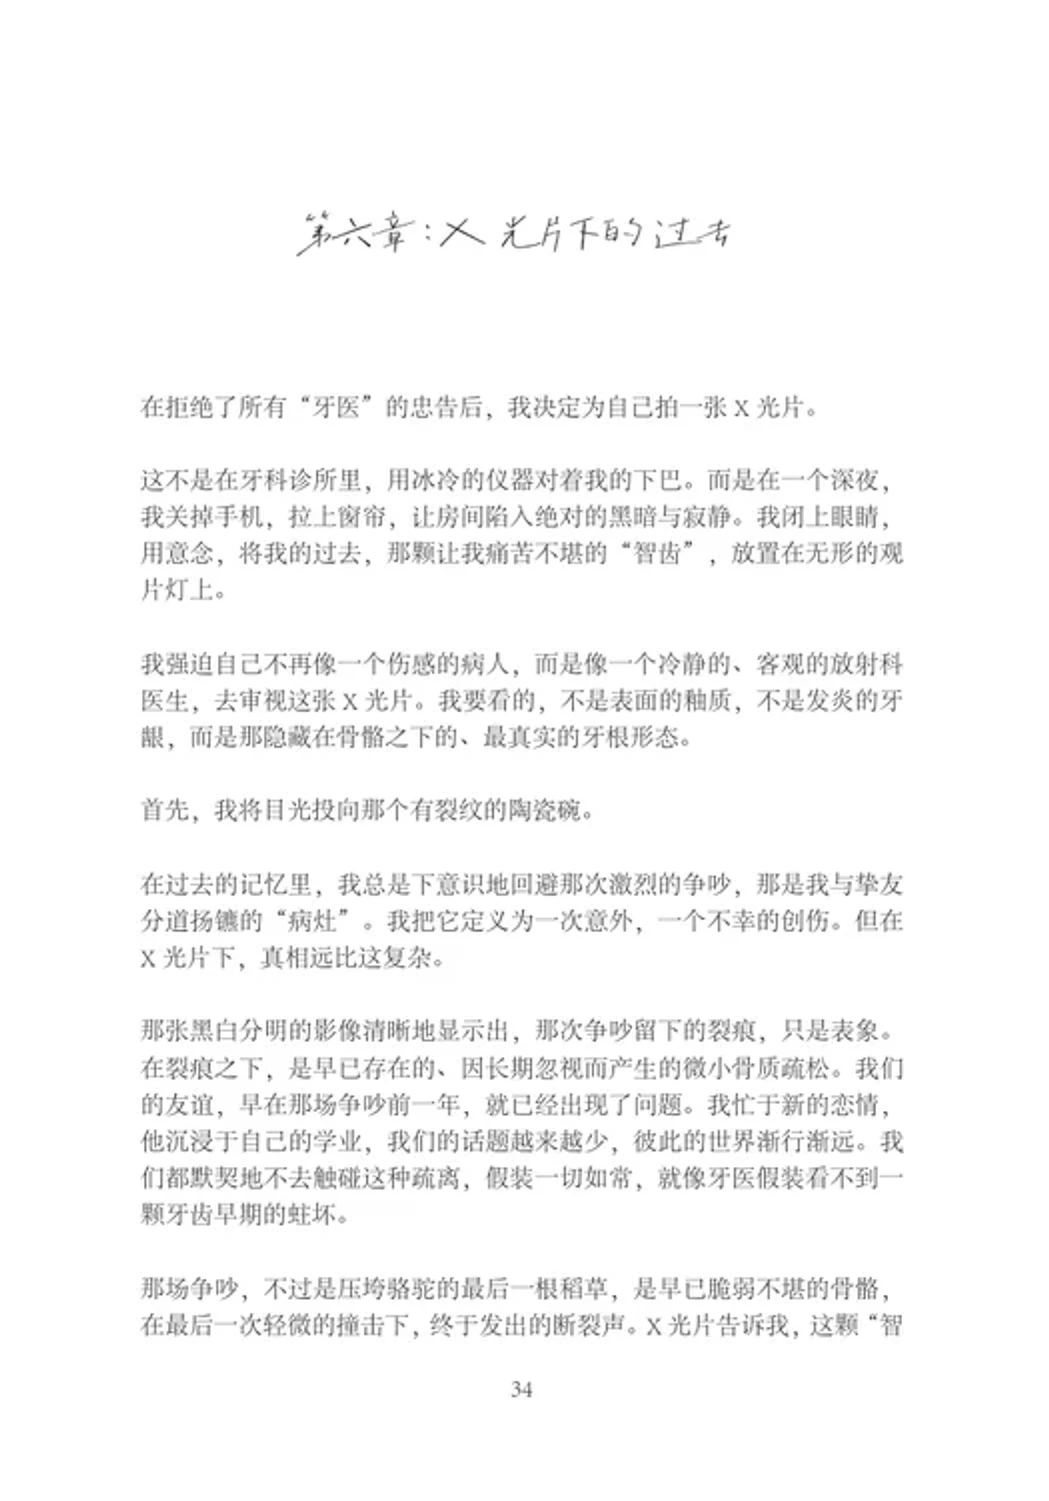 第六章：X 光片下的过去
在拒绝了所有“牙医”的忠告后，我决定为自己拍一张 X 光片。
这不是在牙科诊所里，用冰冷的仪器对着我的下巴。而是在一个深夜，
我关掉手机，拉上窗帘，让房间陷入绝对的黑暗与寂静。我闭上眼睛，
用意念，将我的过去，那颗让我痛苦不堪的“智齿”，放置在无形的观
片灯上。
我强迫自己不再像一个伤感的病人，而是像一个冷静的、客观的放射科
医生，去审视这张 X 光片。我要看的，不是表面的釉质，不是发炎的牙
龈，而是那隐藏在骨骼之下的、最真实的牙根形态。
首先，我将目光投向那个有裂纹的陶瓷碗。
在过去的记忆里，我总是下意识地回避那次激烈的争吵，那是我与挚友
分道扬镳的“病灶”。我把它定义为一次意外，一个不幸的创伤。但在
X 光片下，真相远比这复杂。
那张黑白分明的影像清晰地显示出，那次争吵留下的裂痕，只是表象。
在裂痕之下，是早已存在的、因长期忽视而产生的微小骨质疏松。我们
的友谊，早在那场争吵前一年，就已经出现了问题。我忙于新的恋情，
他沉浸于自己的学业，我们的话题越来越少，彼此的世界渐行渐远。我
们都默契地不去触碰这种疏离，假装一切如常，就像牙医假装看不到一
颗牙齿早期的蛀坏。
那场争吵，不过是压垮骆驼的最后一根稻草，是早已脆弱不堪的骨骼，
在最后一次轻微的撞击下，终于发出的断裂声。X 光片告诉我，这颗“智
34